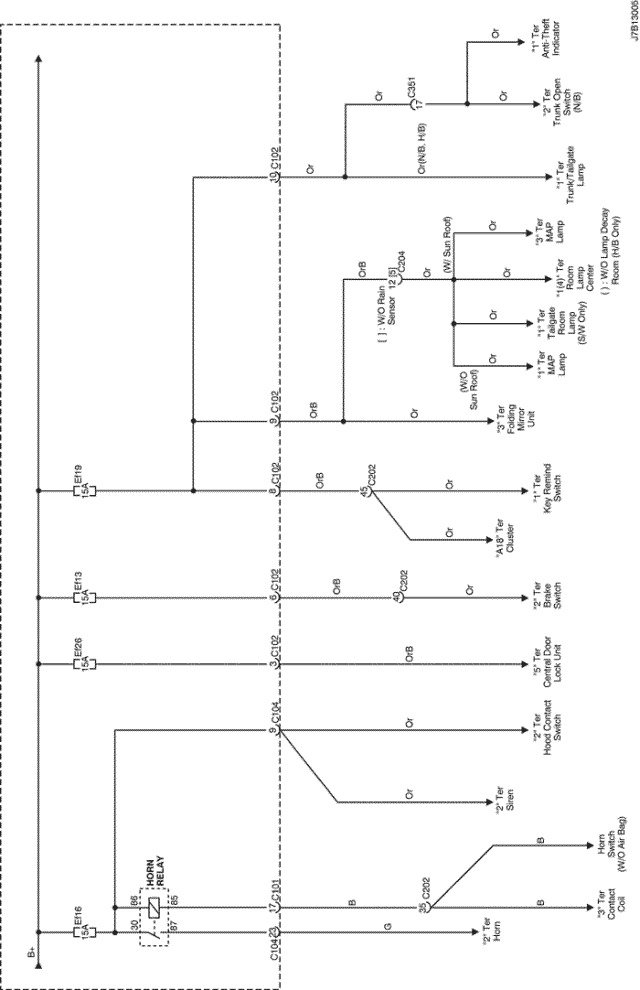 J7B13005
B+
Ef16
15A
HORN
RELAY
30
86
87
85
C104
23
17
C101
G
"2" Ter
Horn
B
35
C202
B
"3" Ter
Contact
Coil
B
Horn
Switch
(W/O Air Bag)
9
C104
Or
"2" Ter
Siren
Or
"2" Ter
Hood Contact
Switch
Ef26
15A
3
C102
OrB
"5" Ter
Central Door
Lock Unit
Ef13
15A
6
C102
OrB
40
C202
Or
"2" Ter
Brake
Switch
Ef19
15A
8
C102
OrB
45
C202
Or
"A18" Ter
Cluster
Or
"1" Ter
Key Remind
Switch
9
C102
OrB
Or
"3" Ter
Folding
Mirror
Unit
OrB
[ ] : W/O Rain
Sensor
12 [5]
C204
Or
(W/O
Sun Roof)
(W/ Sun Roof)
Or
"1" Ter
MAP
Lamp
Or
"1" Ter
Tailgate
Room
Lamp
(S/W Only)
Or
"1(4)" Ter
Room
Lamp
Center
( ) : W/O Lamp Decay
Room (H/B Only)
Or
"3" Ter
MAP
Lamp
10
C102
Or
Or(N/B, H/B)
"1" Ter
Trunk/Tailgate
Lamp
Or
17
C351
Or
"2" Ter
Trunk Open
Switch
(N/B)
Or
"1" Ter
Anti-Theft
Indicator